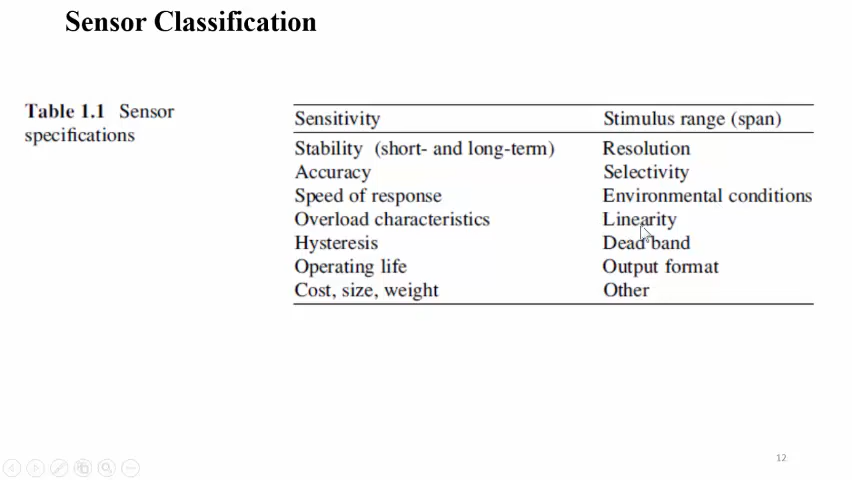 Sensor Classification
Table 1.1 Sensor
specifications
Sensitivity Stimulus range (span)
Stability (short- and long-term) Resolution
Accuracy Selectivity
Speed of response Environmental conditions
Overload characteristics Linearity
Hysteresis Dead band
Operating life Output format
Cost, size, weight Other
12